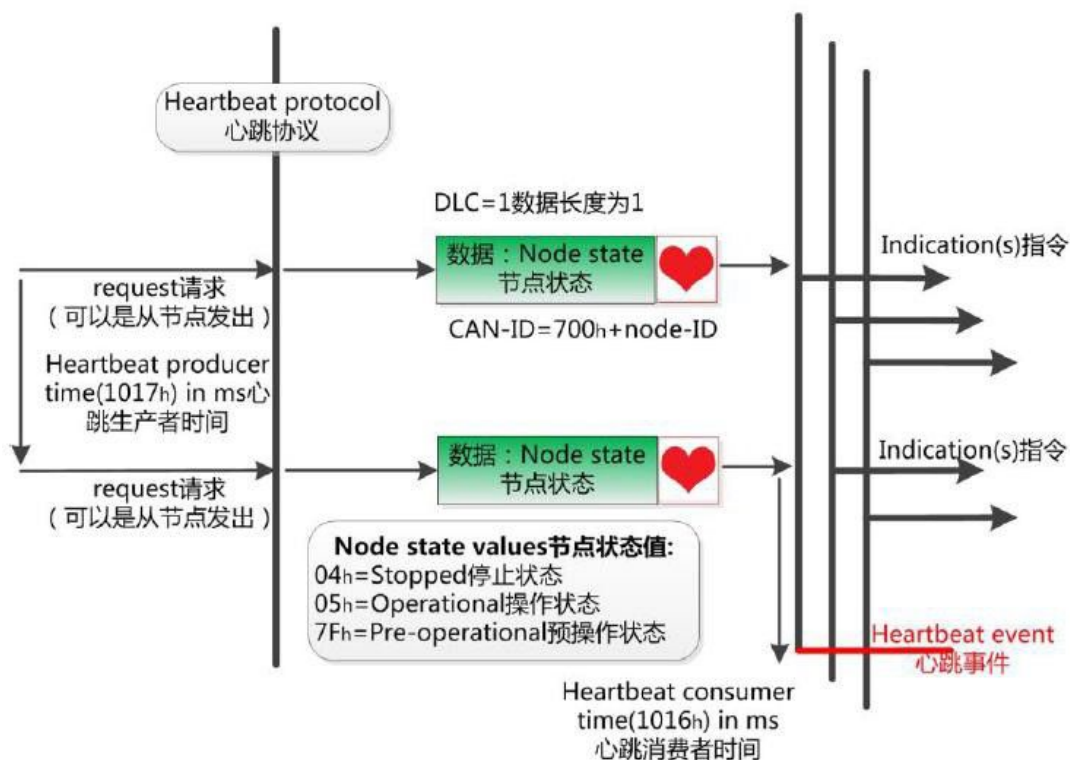 Heartbeat protocol
心跳协议
DLC=1数据长度为1
数据：Node state
节点状态
Indication(s)指令
request请求
（可以是从节点发出）
CAN-ID=700h+node-ID
Heartbeat producer
time(1017h) in ms心
跳生产者时间
数据：Node state
节点状态
Indication(s)指令
request请求
（可以是从节点发出）
Node state values节点状态值:
04h=Stopped停止状态
05h=Operational操作状态
7Fh=Pre-operational预操作状态
Heartbeat event
心跳事件
Heartbeat consumer
time(1016h) in ms
心跳消费者时间